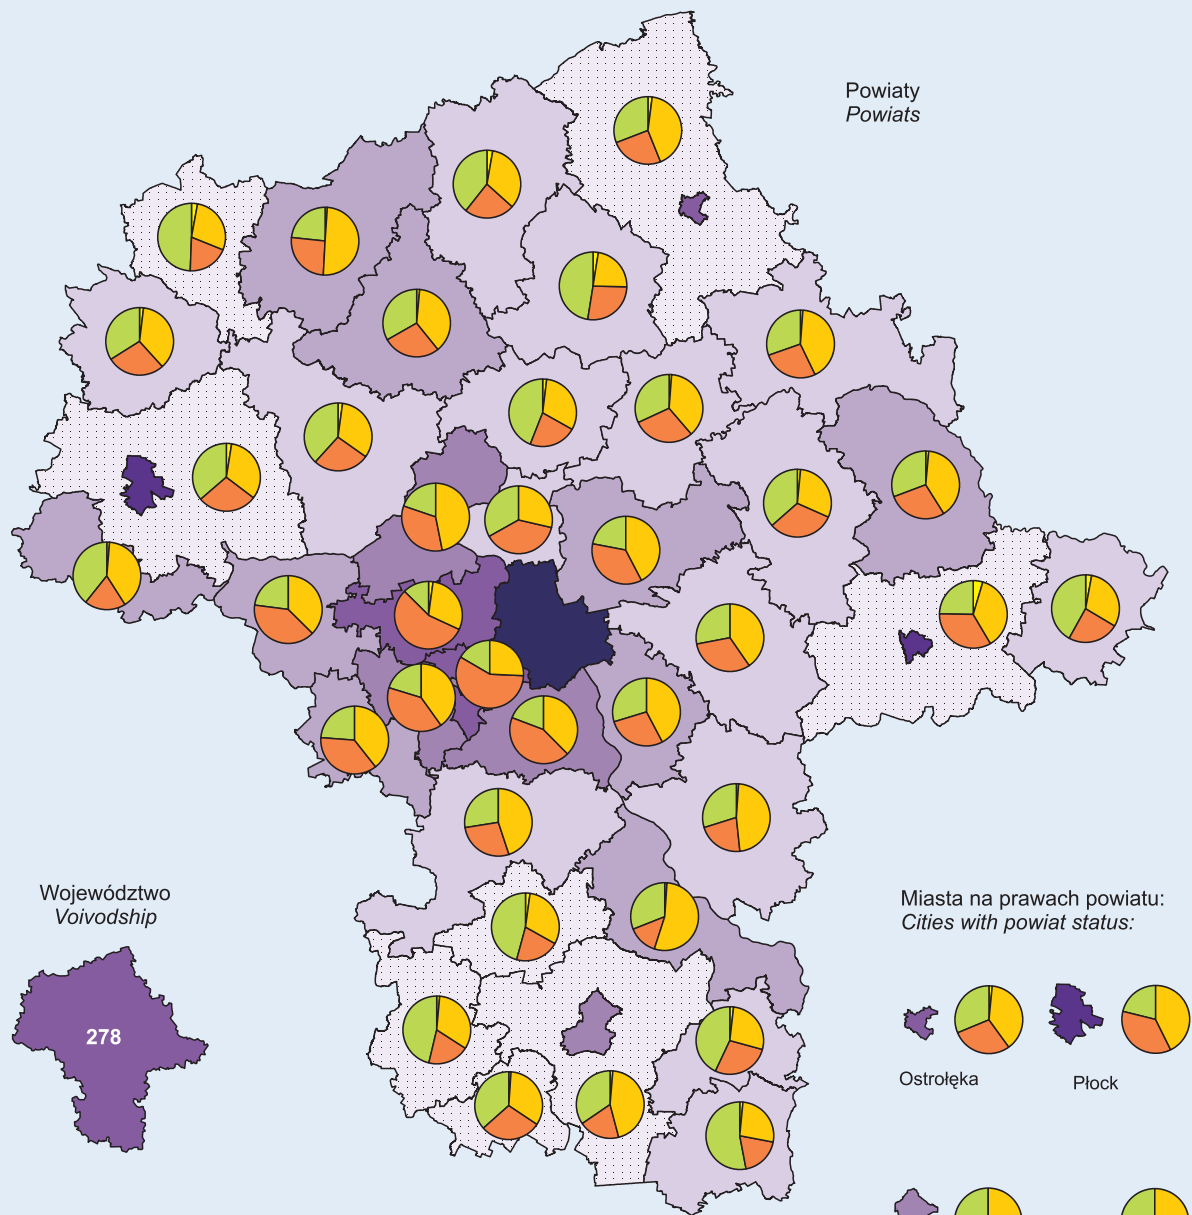 Powiaty
Powiats
Województwo
Voivodship
278
Miasta na prawach powiatu:
Cities with powiat status:
Ostrołęka
Płock